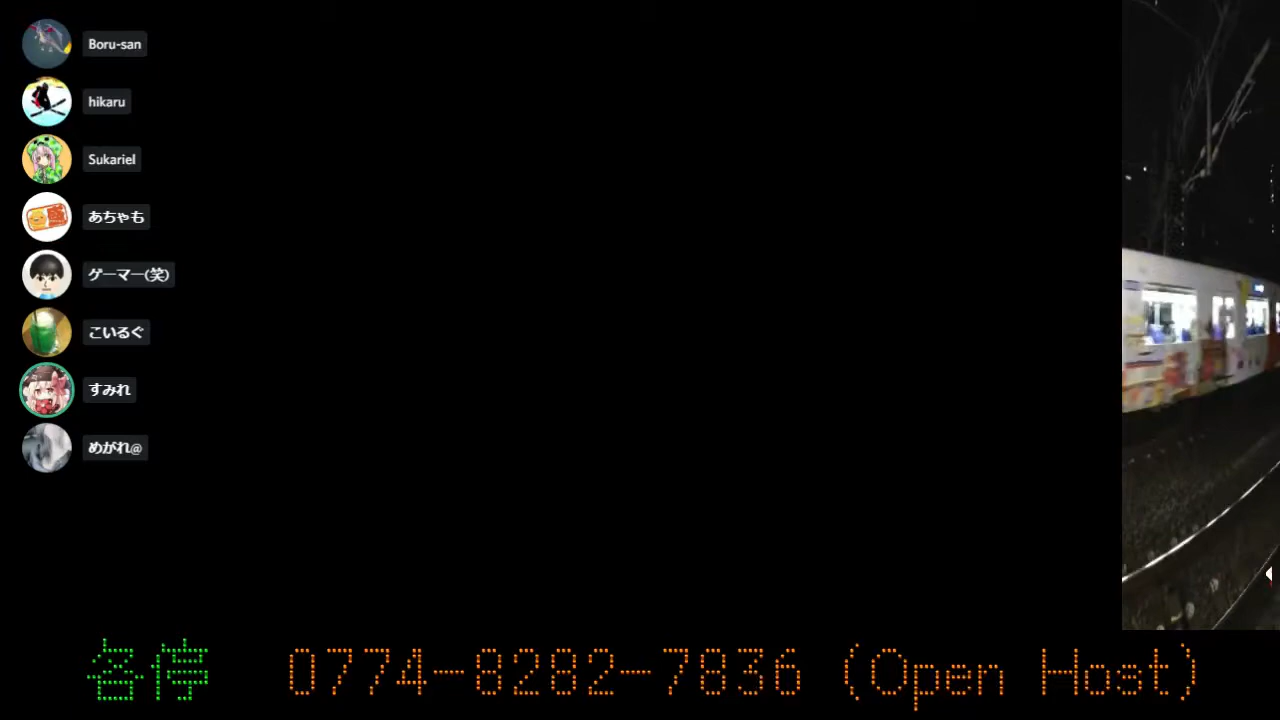 Boru-san
hikaru
Sukariel
あちゃも
ゲーマー(笑)
こいるぐ
すみれ
めがれ@
各停 0774-8282-7836 (Open Host)